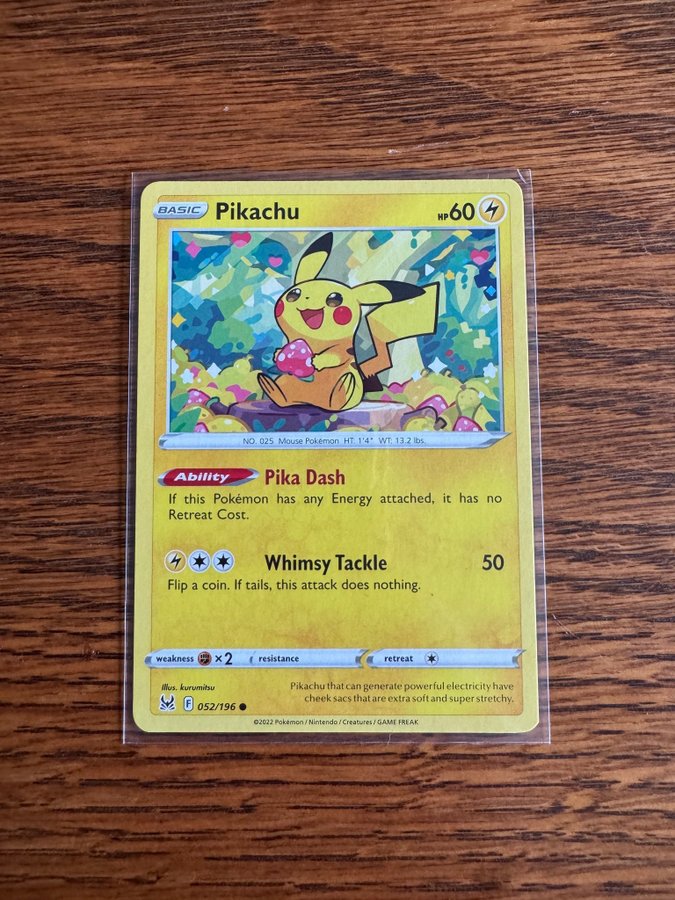 BASIC Pikachu HP60
NO. 025 Mouse Pokémon HT: 1'4" WT: 13.2 lbs.
Ability Pika Dash
If this Pokémon has any Energy attached, it has no
Retreat Cost.
Whimsy Tackle 50
Flip a coin. If tails, this attack does nothing.
weakness ×2 resistance retreat
Illus. kurumitsu
Pikachu that can generate powerful electricity have
cheek sacs that are extra soft and super stretchy.
F 052/196
©2022 Pokémon / Nintendo / Creatures / GAME FREAK